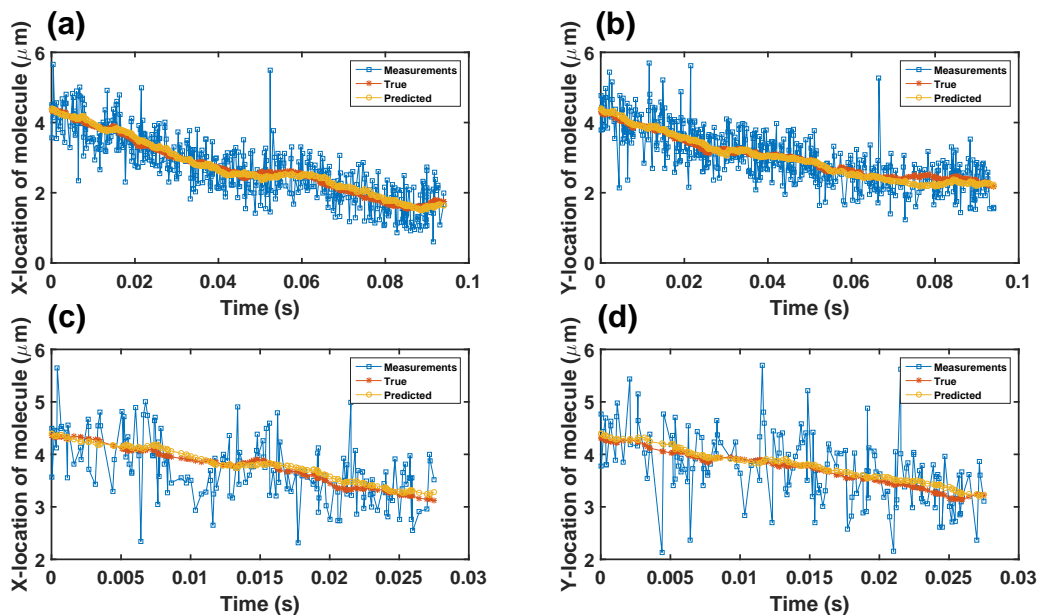 (a)
X-location of molecule (μm)
6
4
2
0
Measurements
True
Predicted
0 0.02 0.04 0.06 0.08 0.1
Time (s)
(b)
Y-location of molecule (μm)
6
4
2
0
Measurements
True
Predicted
0 0.02 0.04 0.06 0.08 0.1
Time (s)
(c)
X-location of molecule (μm)
6
5
4
3
2
Measurements
True
Predicted
0 0.005 0.01 0.015 0.02 0.025 0.03
Time (s)
(d)
Y-location of molecule (μm)
6
5
4
3
2
Measurements
True
Predicted
0 0.005 0.01 0.015 0.02 0.025 0.03
Time (s)